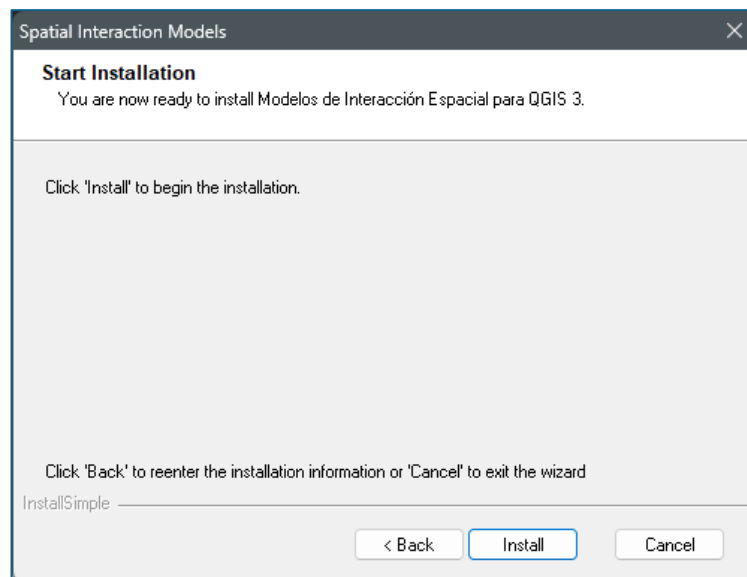 Spatial Interaction Models
Start Installation
You are now ready to install Modelos de Interacción Espacial para QGIS 3.
Click 'Install' to begin the installation.
Click 'Back' to reenter the installation information or 'Cancel' to exit the wizard
InstallSimple
< Back Install Cancel